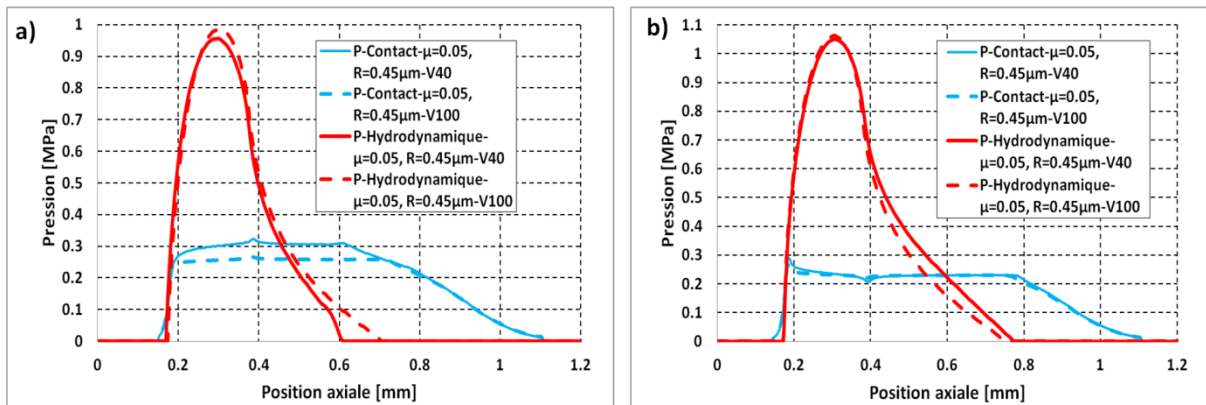 a)
Pression [MPa]
1
0.9
0.8
0.7
0.6
0.5
0.4
0.3
0.2
0.1
0
P-Contact-μ=0.05,
R=0.45μm-V40
P-Contact-μ=0.05,
R=0.45μm-V100
P-Hydrodynamique-
μ=0.05, R=0.45μm-V40
P-Hydrodynamique-
μ=0.05, R=0.45μm-V100
0 0.2 0.4 0.6 0.8 1 1.2
Position axiale [mm]
b)
Pression [MPa]
1.1
1
0.9
0.8
0.7
0.6
0.5
0.4
0.3
0.2
0.1
0
P-Contact-μ=0.05,
R=0.45μm-V40
P-Contact-μ=0.05,
R=0.45μm-V100
P-Hydrodynamique-
μ=0.05, R=0.45μm-V40
P-Hydrodynamique-
μ=0.05, R=0.45μm-V100
0 0.2 0.4 0.6 0.8 1 1.2
Position axiale [mm]